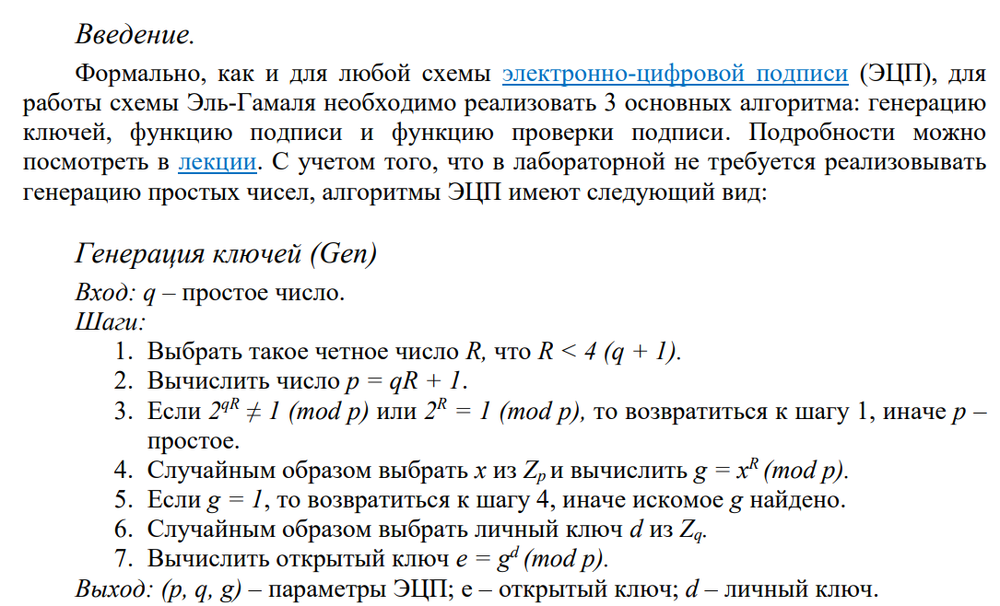 Введение.
Формально, как и для любой схемы электронно-цифровой подписи (ЭЦП), для
работы схемы Эль-Гамаля необходимо реализовать 3 основных алгоритма: генерацию
ключей, функцию подписи и функцию проверки подписи. Подробности можно
посмотреть в лекции. С учетом того, что в лабораторной не требуется реализовывать
генерацию простых чисел, алгоритмы ЭЦП имеют следующий вид:
Генерация ключей (Gen)
Вход: q – простое число.
Шаги:
1. Выбрать такое четное число R, что R < 4 (q + 1).
2. Вычислить число p = qR + 1.
3. Если 2^{qR} ≠ 1 (mod p) или 2^{R} = 1 (mod p), то возвратиться к шагу 1, иначе p –
простое.
4. Случайным образом выбрать x из Z_{p} и вычислить g = x^{R} (mod p).
5. Если g = 1, то возвратиться к шагу 4, иначе искомое g найдено.
6. Случайным образом выбрать личный ключ d из Z_{q}.
7. Вычислить открытый ключ e = g^{d} (mod p).
Выход: (p, q, g) – параметры ЭЦП; e – открытый ключ; d – личный ключ.